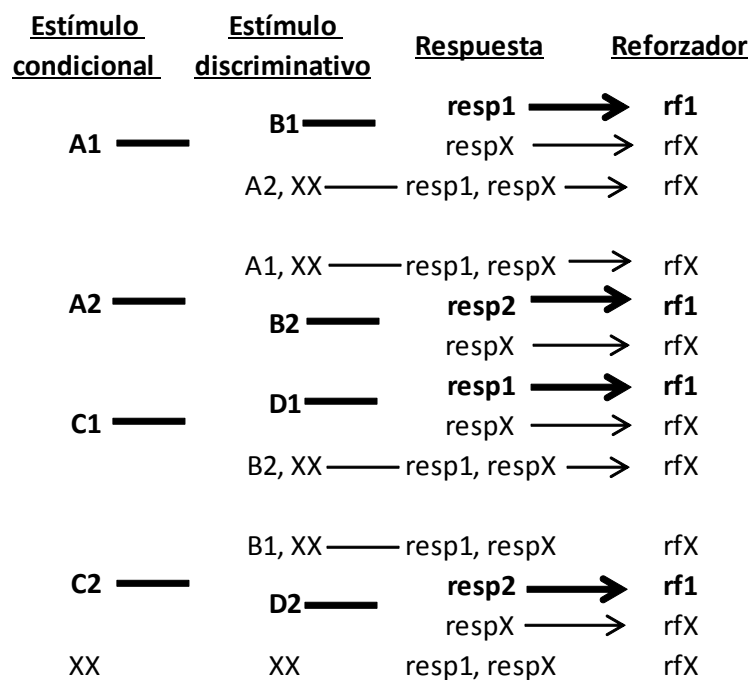 Estímulo condicional Estímulo discriminativo Respuesta Reforzador
B1 resp1 rf1
A1 respX rfX
A2, XX resp1, respX rfX
A1, XX resp1, respX rfX
A2 resp2 rf1
B2 respX rfX
D1 resp1 rf1
C1 respX rfX
B2, XX resp1, respX rfX
B1, XX resp1, respX rfX
C2 resp2 rf1
D2 respX rfX
XX XX resp1, respX rfX